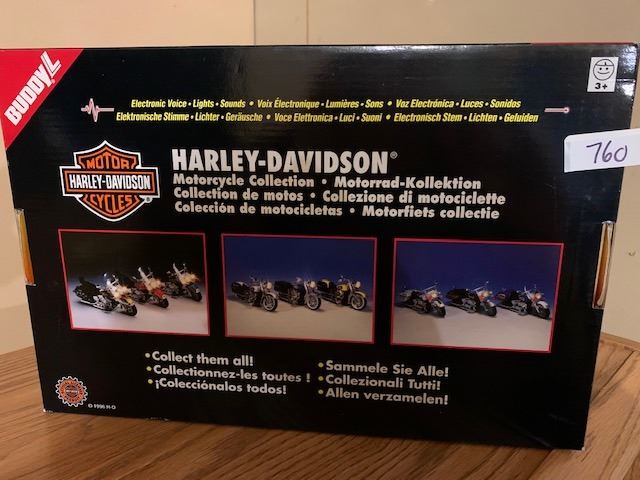 BUDDY L
3+
Electronic Voice • Lights • Sounds • Voix Électronique • Lumières • Sons • Voz Electrónica • Luces • Sonidos
Elektronische Stimme • Lichter • Geräusche • Voce Elettronica • Luci • Suoni • Electronisch Stem • Lichten • Geluiden
760
MOTOR
HARLEY-DAVIDSON
CYCLES
HARLEY-DAVIDSON®
Motorcycle Collection • Motorrad-Kollektion
Collection de motos • Collezione di motociclette
Colección de motocicletas • Motorfiets collectie
•Collect them all!
•Collectionnez-les toutes !
•¡Colecciónalos todos!
•Sammele Sie Alle!
•Collezionali Tutti!
•Allen verzamelen!
© 1996 H-D